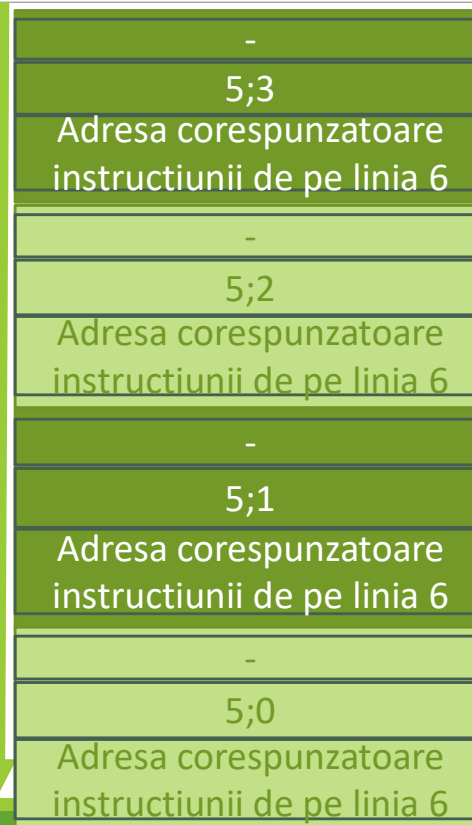 -
5;3
Adresa corespunzatoare
instructiunii de pe linia 6
-
5;2
Adresa corespunzatoare
instructiunii de pe linia 6
-
5;1
Adresa corespunzatoare
instructiunii de pe linia 6
-
5;0
Adresa corespunzatoare
instructiunii de pe linia 6